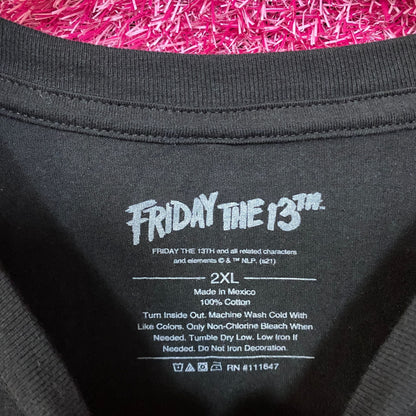 FRIDAY THE 13TH™
FRIDAY THE 13TH and all related characters
and elements © & ™ NLP. (s21)
2XL
Made in Mexico
100% Cotton
Turn Inside Out. Machine Wash Cold With
Like Colors. Only Non-Chlorine Bleach When
Needed. Tumble Dry Low. Low Iron If
Needed. Do Not Iron Decoration.
RN #111647